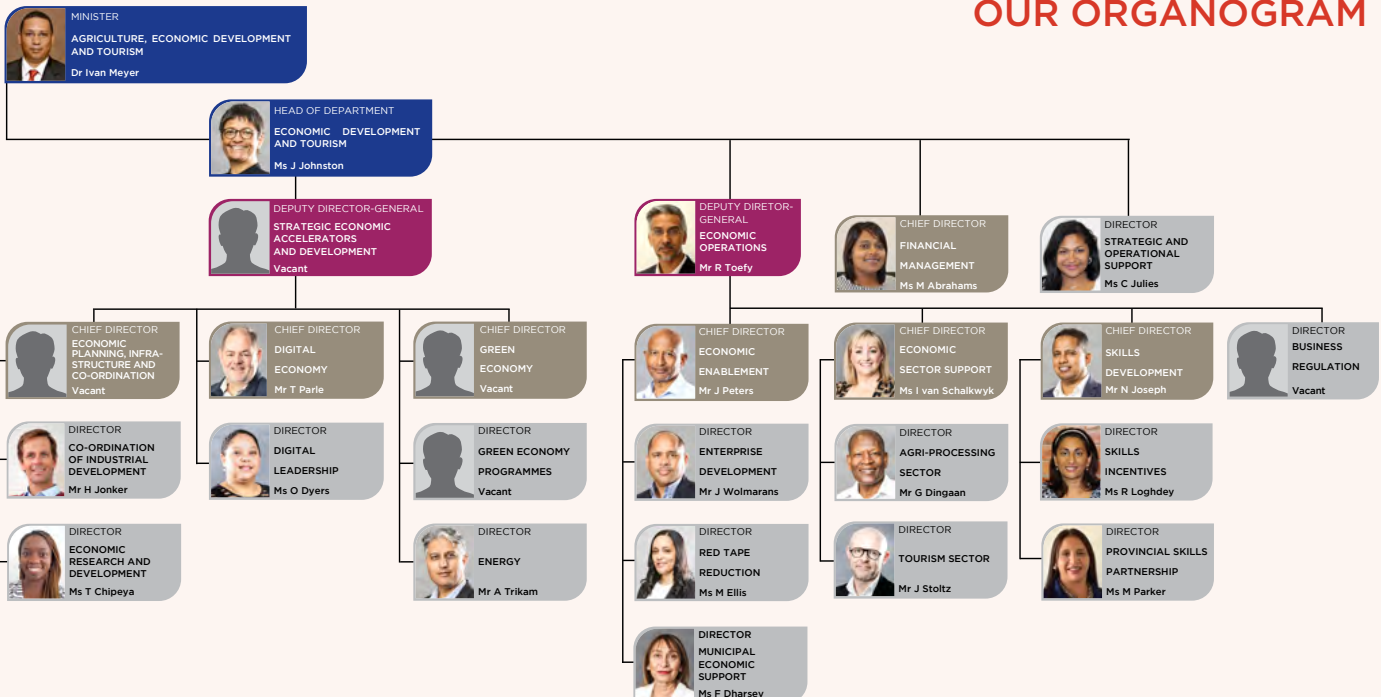 OUR ORGANOGRAM
MINISTER
AGRICULTURE, ECONOMIC DEVELOPMENT
AND TOURISM
Dr Ivan Meyer
HEAD OF DEPARTMENT
ECONOMIC DEVELOPMENT
AND TOURISM
Ms J Johnston
DEPUTY DIRECTOR-GENERAL
STRATEGIC ECONOMIC
ACCELERATORS
AND DEVELOPMENT
Vacant
DEPUTY DIRETOR-
GENERAL
ECONOMIC
OPERATIONS
Mr R Toefy
CHIEF DIRECTOR
FINANCIAL
MANAGEMENT
Ms M Abrahams
DIRECTOR
STRATEGIC AND
OPERATIONAL
SUPPORT
Ms C Julies
CHIEF DIRECTOR
ECONOMIC
PLANNING, INFRA-
STRUCTURE AND
CO-ORDINATION
Vacant
CHIEF DIRECTOR
DIGITAL
ECONOMY
Mr T Parle
CHIEF DIRECTOR
GREEN
ECONOMY
Vacant
CHIEF DIRECTOR
ECONOMIC
ENABLEMENT
Mr J Peters
CHIEF DIRECTOR
ECONOMIC
SECTOR SUPPORT
Ms I van Schalkwyk
CHIEF DIRECTOR
SKILLS
DEVELOPMENT
Mr N Joseph
DIRECTOR
BUSINESS
REGULATION
Vacant
DIRECTOR
CO-ORDINATION
OF INDUSTRIAL
DEVELOPMENT
Mr H Jonker
DIRECTOR
DIGITAL
LEADERSHIP
Ms O Dyers
DIRECTOR
GREEN ECONOMY
PROGRAMMES
Vacant
DIRECTOR
ENTERPRISE
DEVELOPMENT
Mr J Wolmarans
DIRECTOR
AGRI-PROCESSING
SECTOR
Mr G Dingaan
DIRECTOR
SKILLS
INCENTIVES
Ms R Loghdey
DIRECTOR
ECONOMIC
RESEARCH AND
DEVELOPMENT
Ms T Chipeya
DIRECTOR
ENERGY
Mr A Trikam
DIRECTOR
RED TAPE
REDUCTION
Ms M Ellis
DIRECTOR
TOURISM SECTOR
Mr J Stoltz
DIRECTOR
PROVINCIAL SKILLS
PARTNERSHIP
Ms M Parker
DIRECTOR
MUNICIPAL
ECONOMIC
SUPPORT
Ms F Dharsey